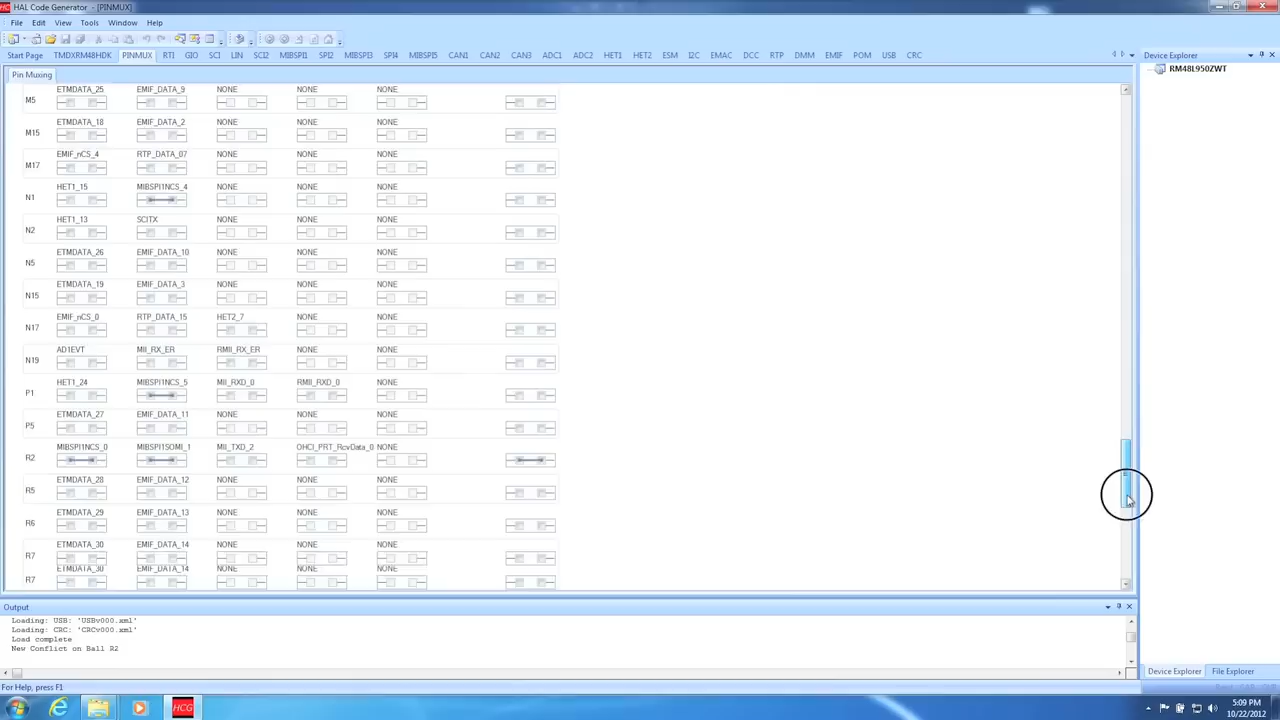 HAL Code Generator - [PINMUX]
File Edit View Tools Window Help
Start Page TMDXRM48HDK PINMUX RTI GIO SCI LIN SCI2 MIBSPI1 SPI2 MIBSPI3 SPI4 MIBSPI5 CAN1 CAN2 CAN3 ADC1 ADC2 HET1 HET2 ESM I2C EMAC DCC RTP DMM EMIF POM USB CRC
Device Explorer
RM48L950ZWT
Pin Muxing
ETMDATA_25 EMIF_DATA_9 NONE NONE NONE
M5
ETMDATA_18 EMIF_DATA_2 NONE NONE NONE
M15
EMIF_nCS_4 RTP_DATA_07 NONE NONE NONE
M17
HET1_15 MIBSPI1NCS_4 NONE NONE NONE
N1
HET1_13 SCITX NONE NONE NONE
N2
ETMDATA_26 EMIF_DATA_10 NONE NONE NONE
N5
ETMDATA_19 EMIF_DATA_3 NONE NONE NONE
N15
EMIF_nCS_0 RTP_DATA_15 HET2_7 NONE NONE
N17
AD1EVT MII_RX_ER RMII_RX_ER NONE NONE
N19
HET1_24 MIBSPI1NCS_5 MII_RXD_0 RMII_RXD_0 NONE
P1
ETMDATA_27 EMIF_DATA_11 NONE NONE NONE
P5
MIBSPI1NCS_0 MIBSPI1SOMI_1 MII_TXD_2 OHCI_PRT_RcvData_0 NONE
R2
ETMDATA_28 EMIF_DATA_12 NONE NONE NONE
R5
ETMDATA_29 EMIF_DATA_13 NONE NONE NONE
R6
ETMDATA_30 EMIF_DATA_14 NONE NONE NONE
R7
ETMDATA_30 EMIF_DATA_14 NONE NONE NONE
R7
Output
Loading: USB: 'USBv000.xml'
Loading: CRC: 'CRCv000.xml'
Load complete
New Conflict on Ball R2
Device Explorer File Explorer
For Help, press F1
HCG
5:09 PM
10/22/2012